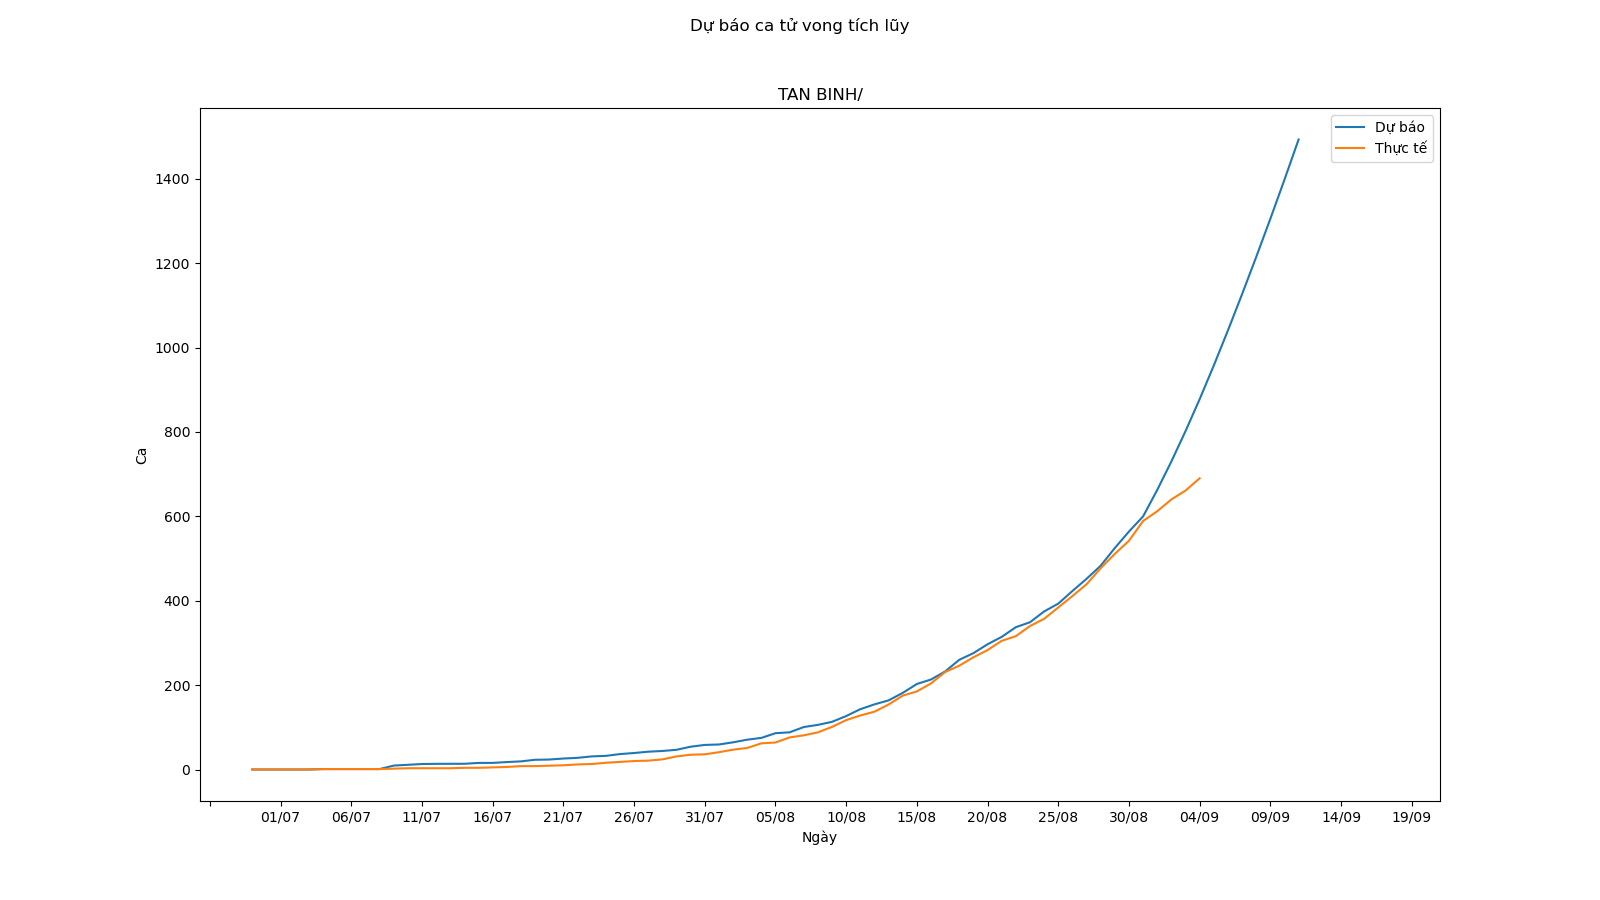 Dự báo ca tử vong tích lũy
TAN BINH/
Dự báo
Thực tế
1400
1200
1000
800
600
400
200
0
Ca
01/07 06/07 11/07 16/07 21/07 26/07 31/07 05/08 10/08 15/08 20/08 25/08 30/08 04/09 09/09 14/09 19/09
Ngày